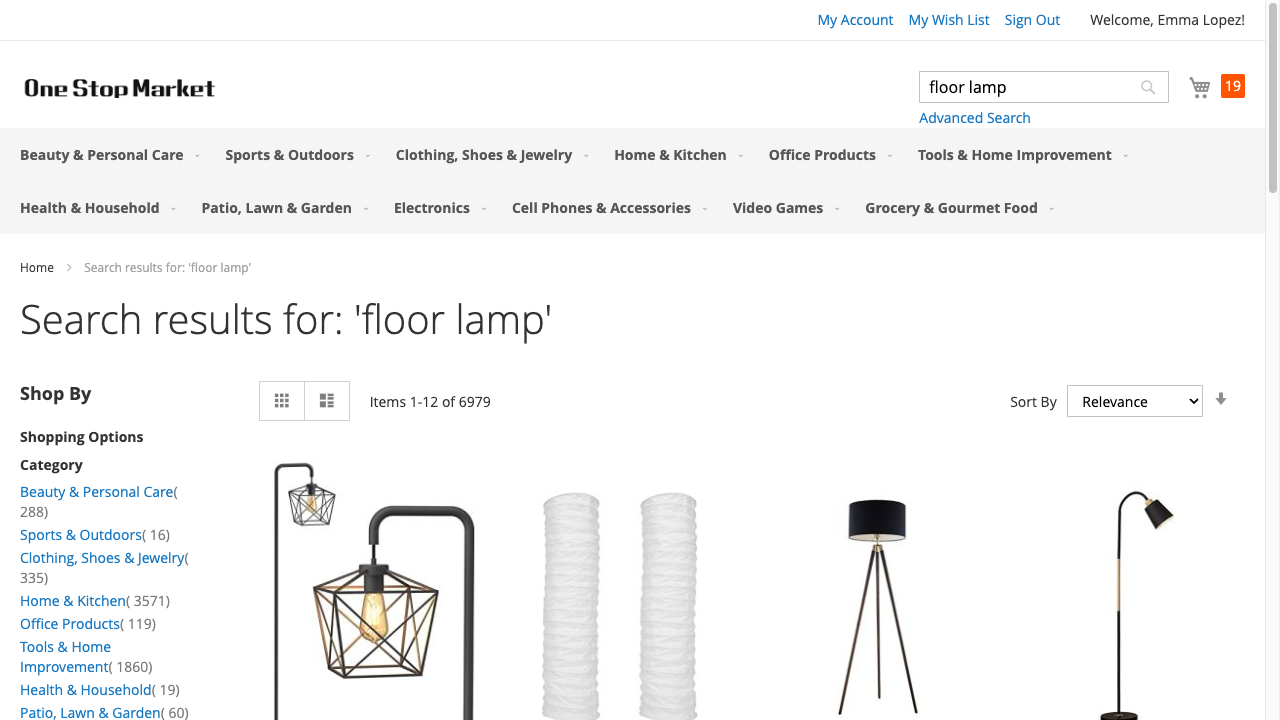 My Account My Wish List Sign Out Welcome, Emma Lopez!
One Stop Market
floor lamp
19
Advanced Search
Beauty & Personal Care Sports & Outdoors Clothing, Shoes & Jewelry Home & Kitchen Office Products Tools & Home Improvement
Health & Household Patio, Lawn & Garden Electronics Cell Phones & Accessories Video Games Grocery & Gourmet Food
Home Search results for: 'floor lamp'
Search results for: 'floor lamp'
Shop By
Items 1-12 of 6979
Sort By Relevance
Shopping Options
Category
Beauty & Personal Care( 
288)
Sports & Outdoors( 16)
Clothing, Shoes & Jewelry( 
335)
Home & Kitchen( 3571)
Office Products( 119)
Tools & Home
Improvement( 1860)
Health & Household( 19)
Patio, Lawn & Garden( 60)